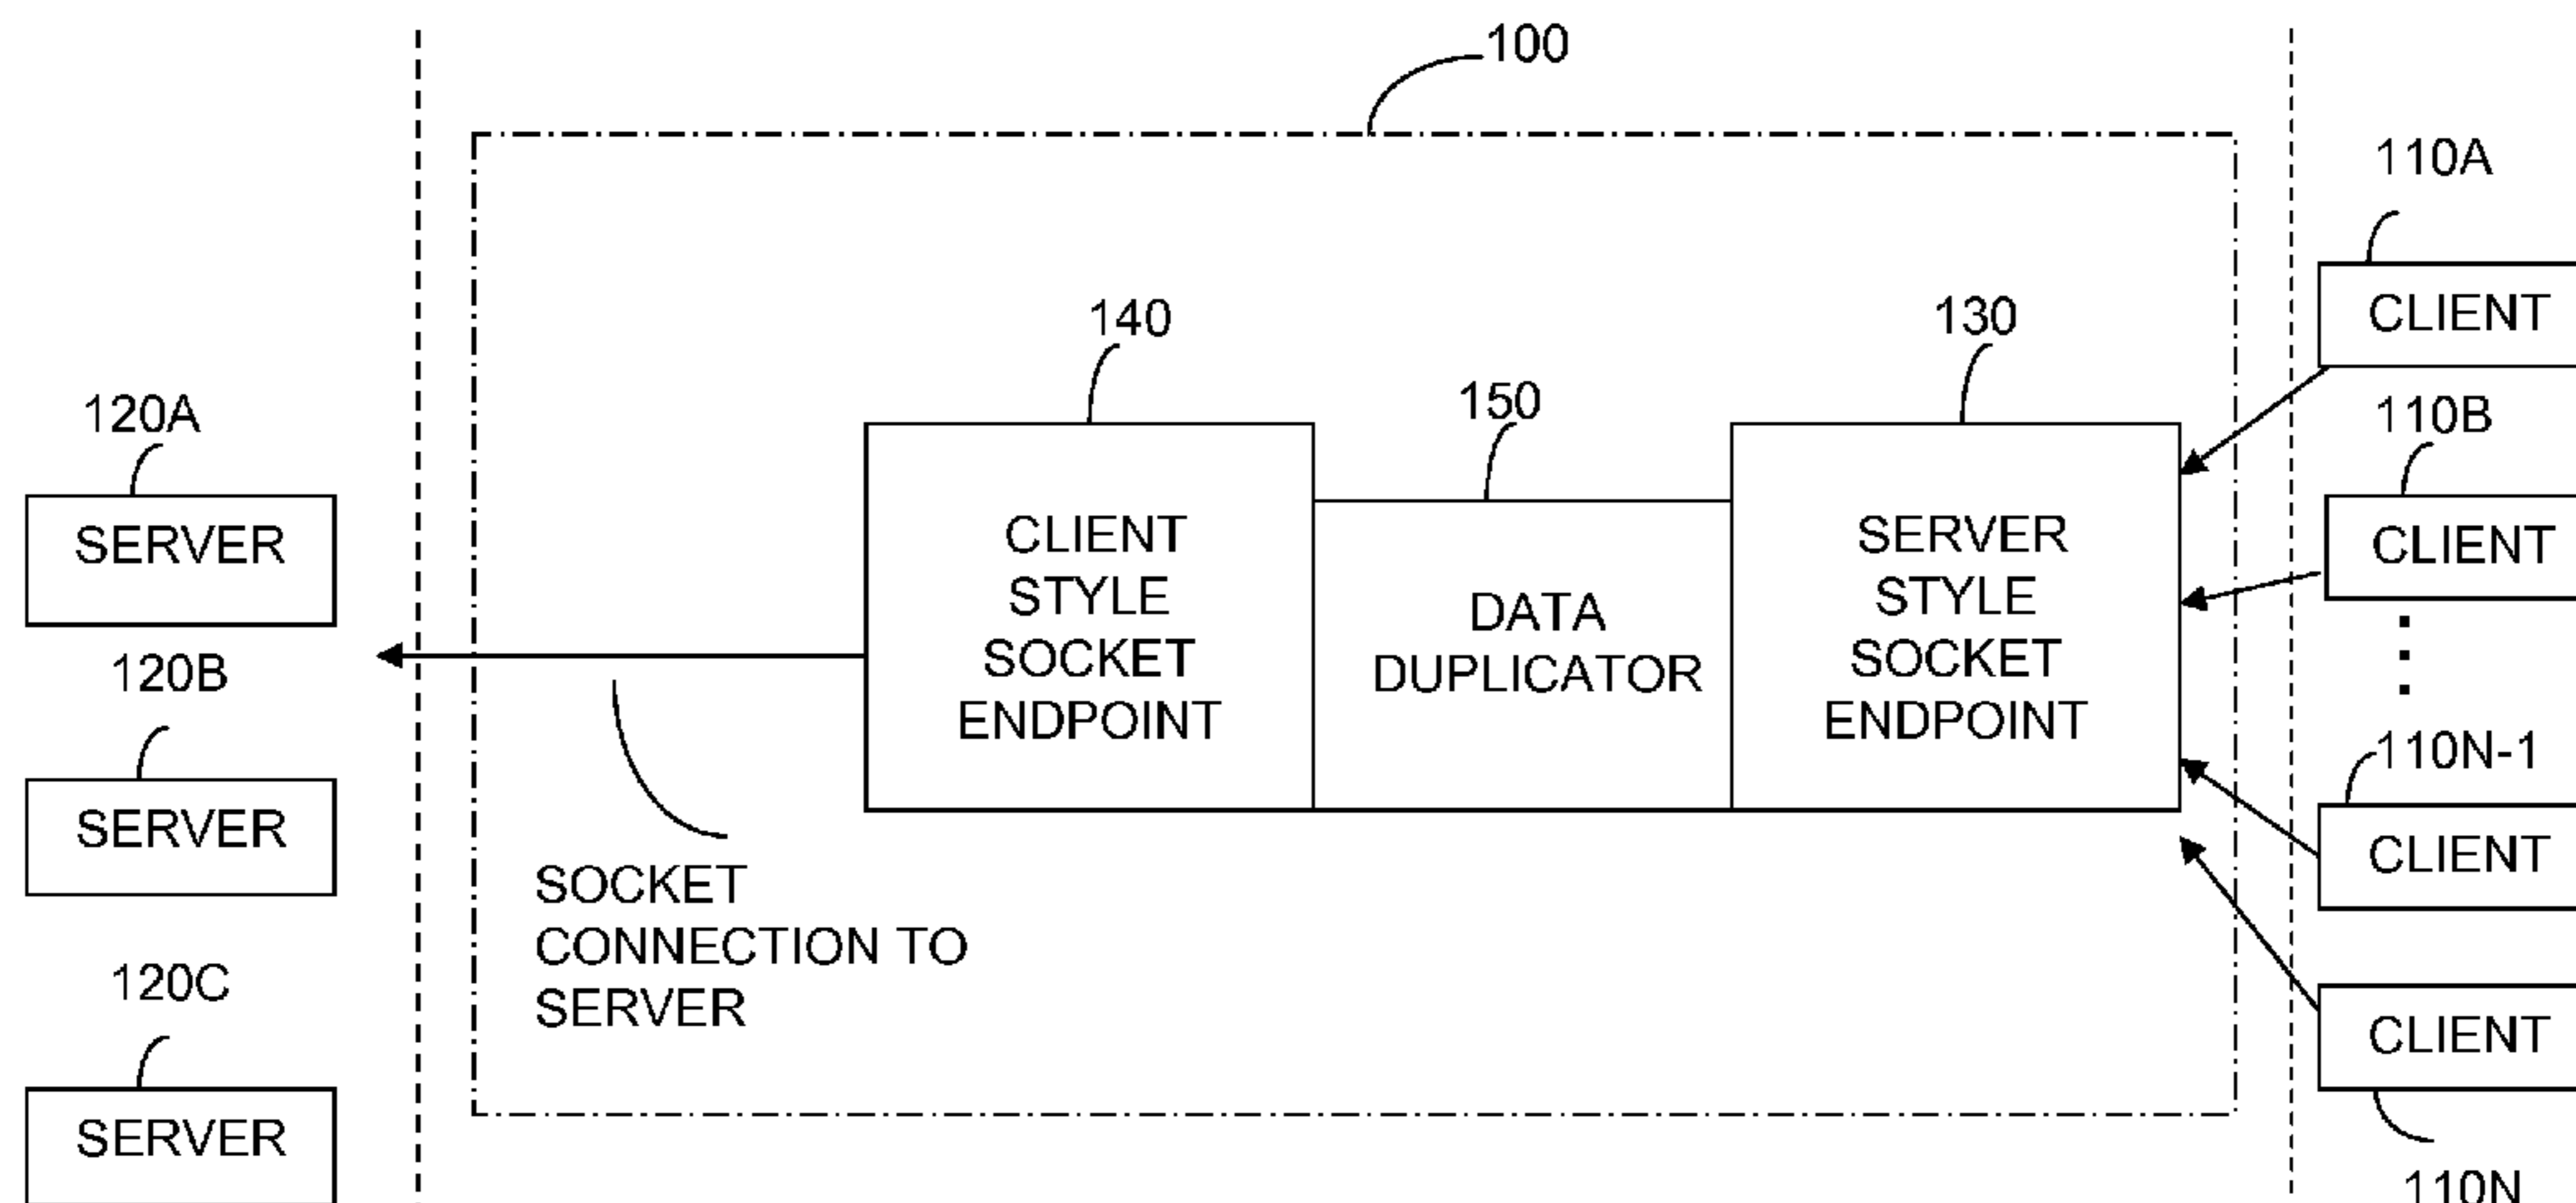 100
110A
CLIENT
140
130
150
120A
110B
SERVER
CLIENT
CLIENT
STYLE
SOCKET
ENDPOINT
DATA
DUPLICATOR
SERVER
STYLE
SOCKET
ENDPOINT
120B
110N-1
SERVER
CLIENT
SOCKET
CONNECTION TO
SERVER
120C
CLIENT
SERVER
110N